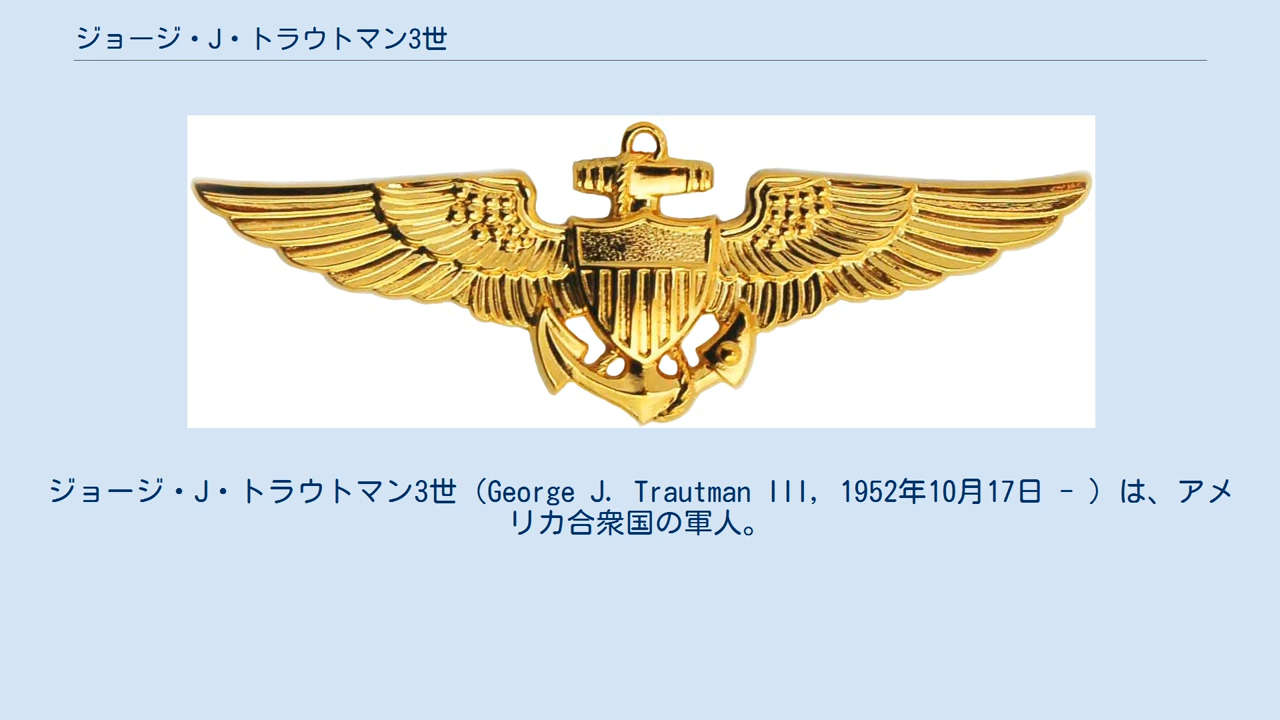 ジョージ・J・トラウトマン3世
ジョージ・J・トラウトマン3世（George J. Trautman III, 1952年10月17日 - ）は、アメ
リカ合衆国の軍人。